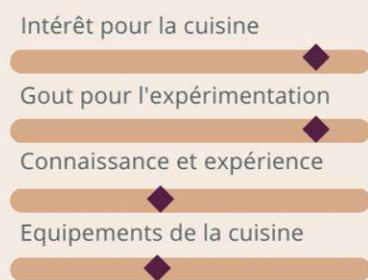 Intérêt pour la cuisine
Gout pour l'expérimentation
Connaissance et expérience
Equipements de la cuisine